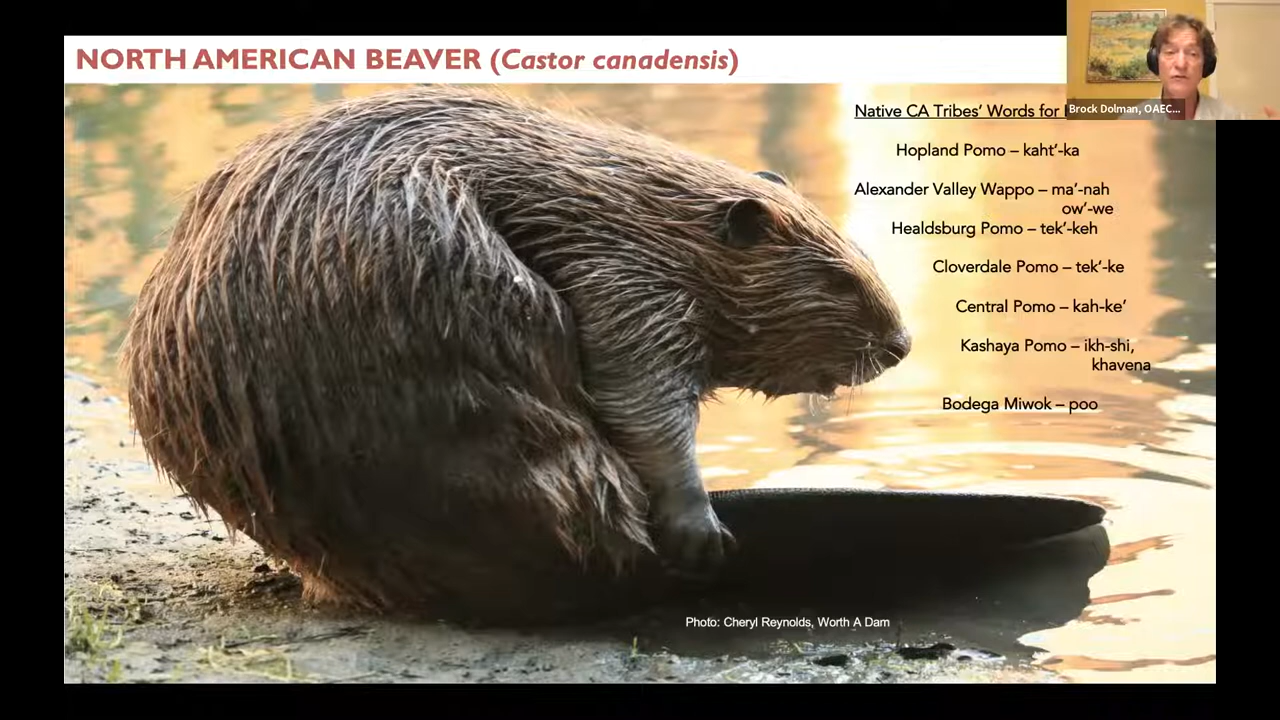 NORTH AMERICAN BEAVER (Castor canadensis)
Native CA Tribes’ Words for
Brock Dolman, OAEC...
Hopland Pomo – kaht’-ka
Alexander Valley Wappo – ma’-nah
ow’-we
Healdsburg Pomo – tek’-keh
Cloverdale Pomo – tek’-ke
Central Pomo – kah-ke’
Kashaya Pomo – ikh-shi,
khavena
Bodega Miwok – poo
Photo: Cheryl Reynolds, Worth A Dam